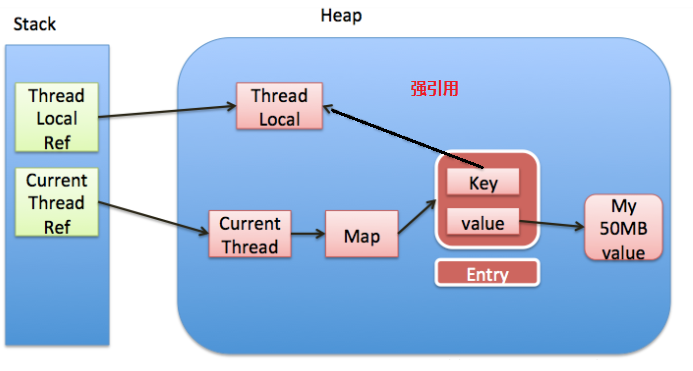 Stack
Heap
Thread
Local
Ref
Current
Thread
Ref
Thread
Local
强引用
Current
Thread
Map
Key
value
Entry
My
50MB
value